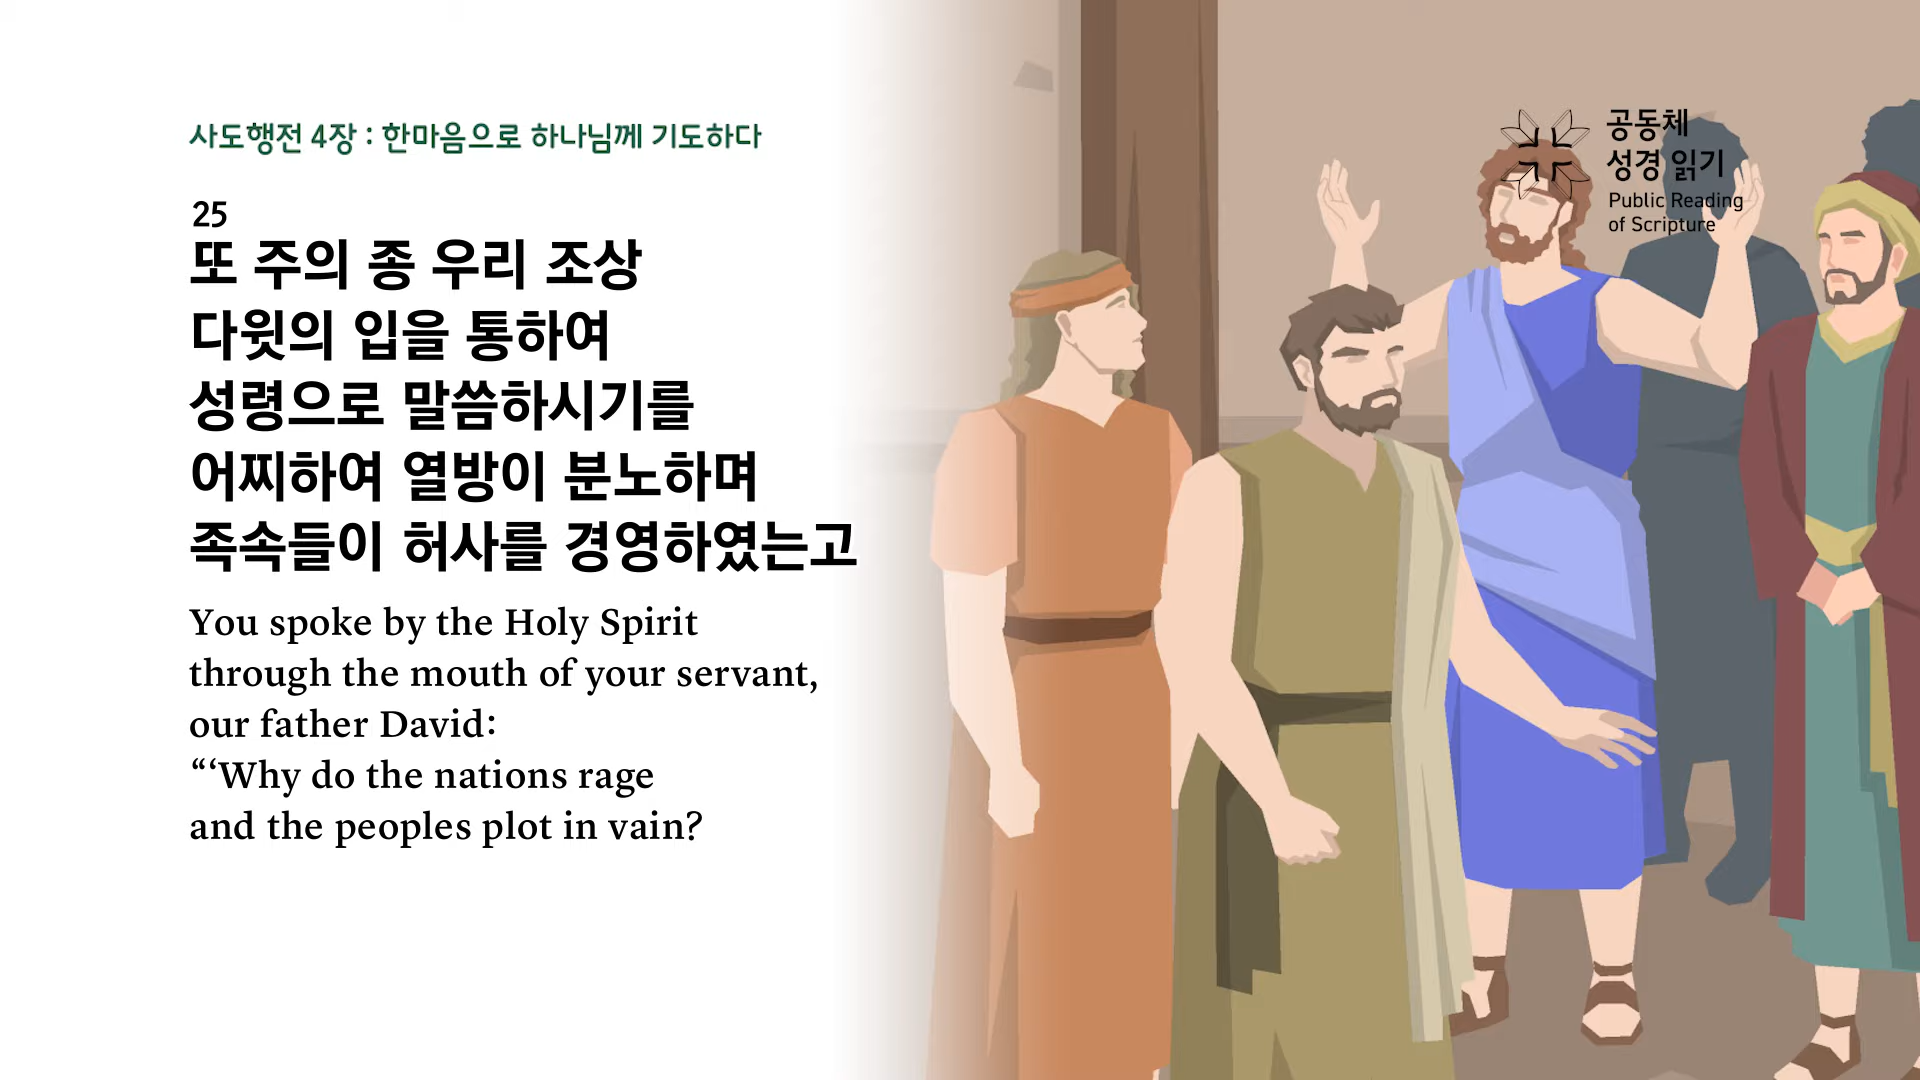 사도행전 4장 : 한마음으로 하나님께 기도하다
25
또 주의 종 우리 조상
다윗의 입을 통하여
성령으로 말씀하시기를
어찌하여 열방이 분노하며
족속들이 허사를 경영하였는고
You spoke by the Holy Spirit
through the mouth of your servant,
our father David:
“‘Why do the nations rage
and the peoples plot in vain?
공동체
성경 읽기
Public Reading
of Scripture